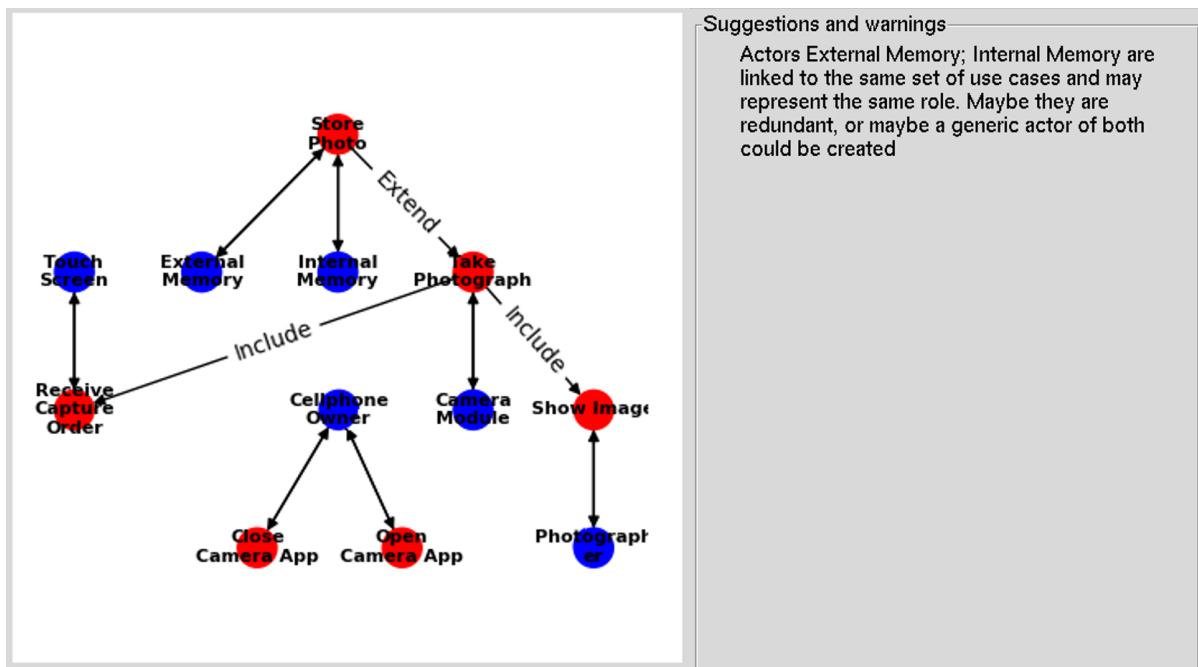 Suggestions and warnings
Actors External Memory; Internal Memory are
linked to the same set of use cases and may
represent the same role. Maybe they are
redundant, or maybe a generic actor of both
could be created
Store
Photo
Extend
Touch
Screen
External
Memory
Internal
Memory
Take
Photograph
Include
Include
Receive
Capture
Order
Cellphone
Owner
Camera
Module
Show Image
Close
Camera App
Open
Camera App
Photograph
er